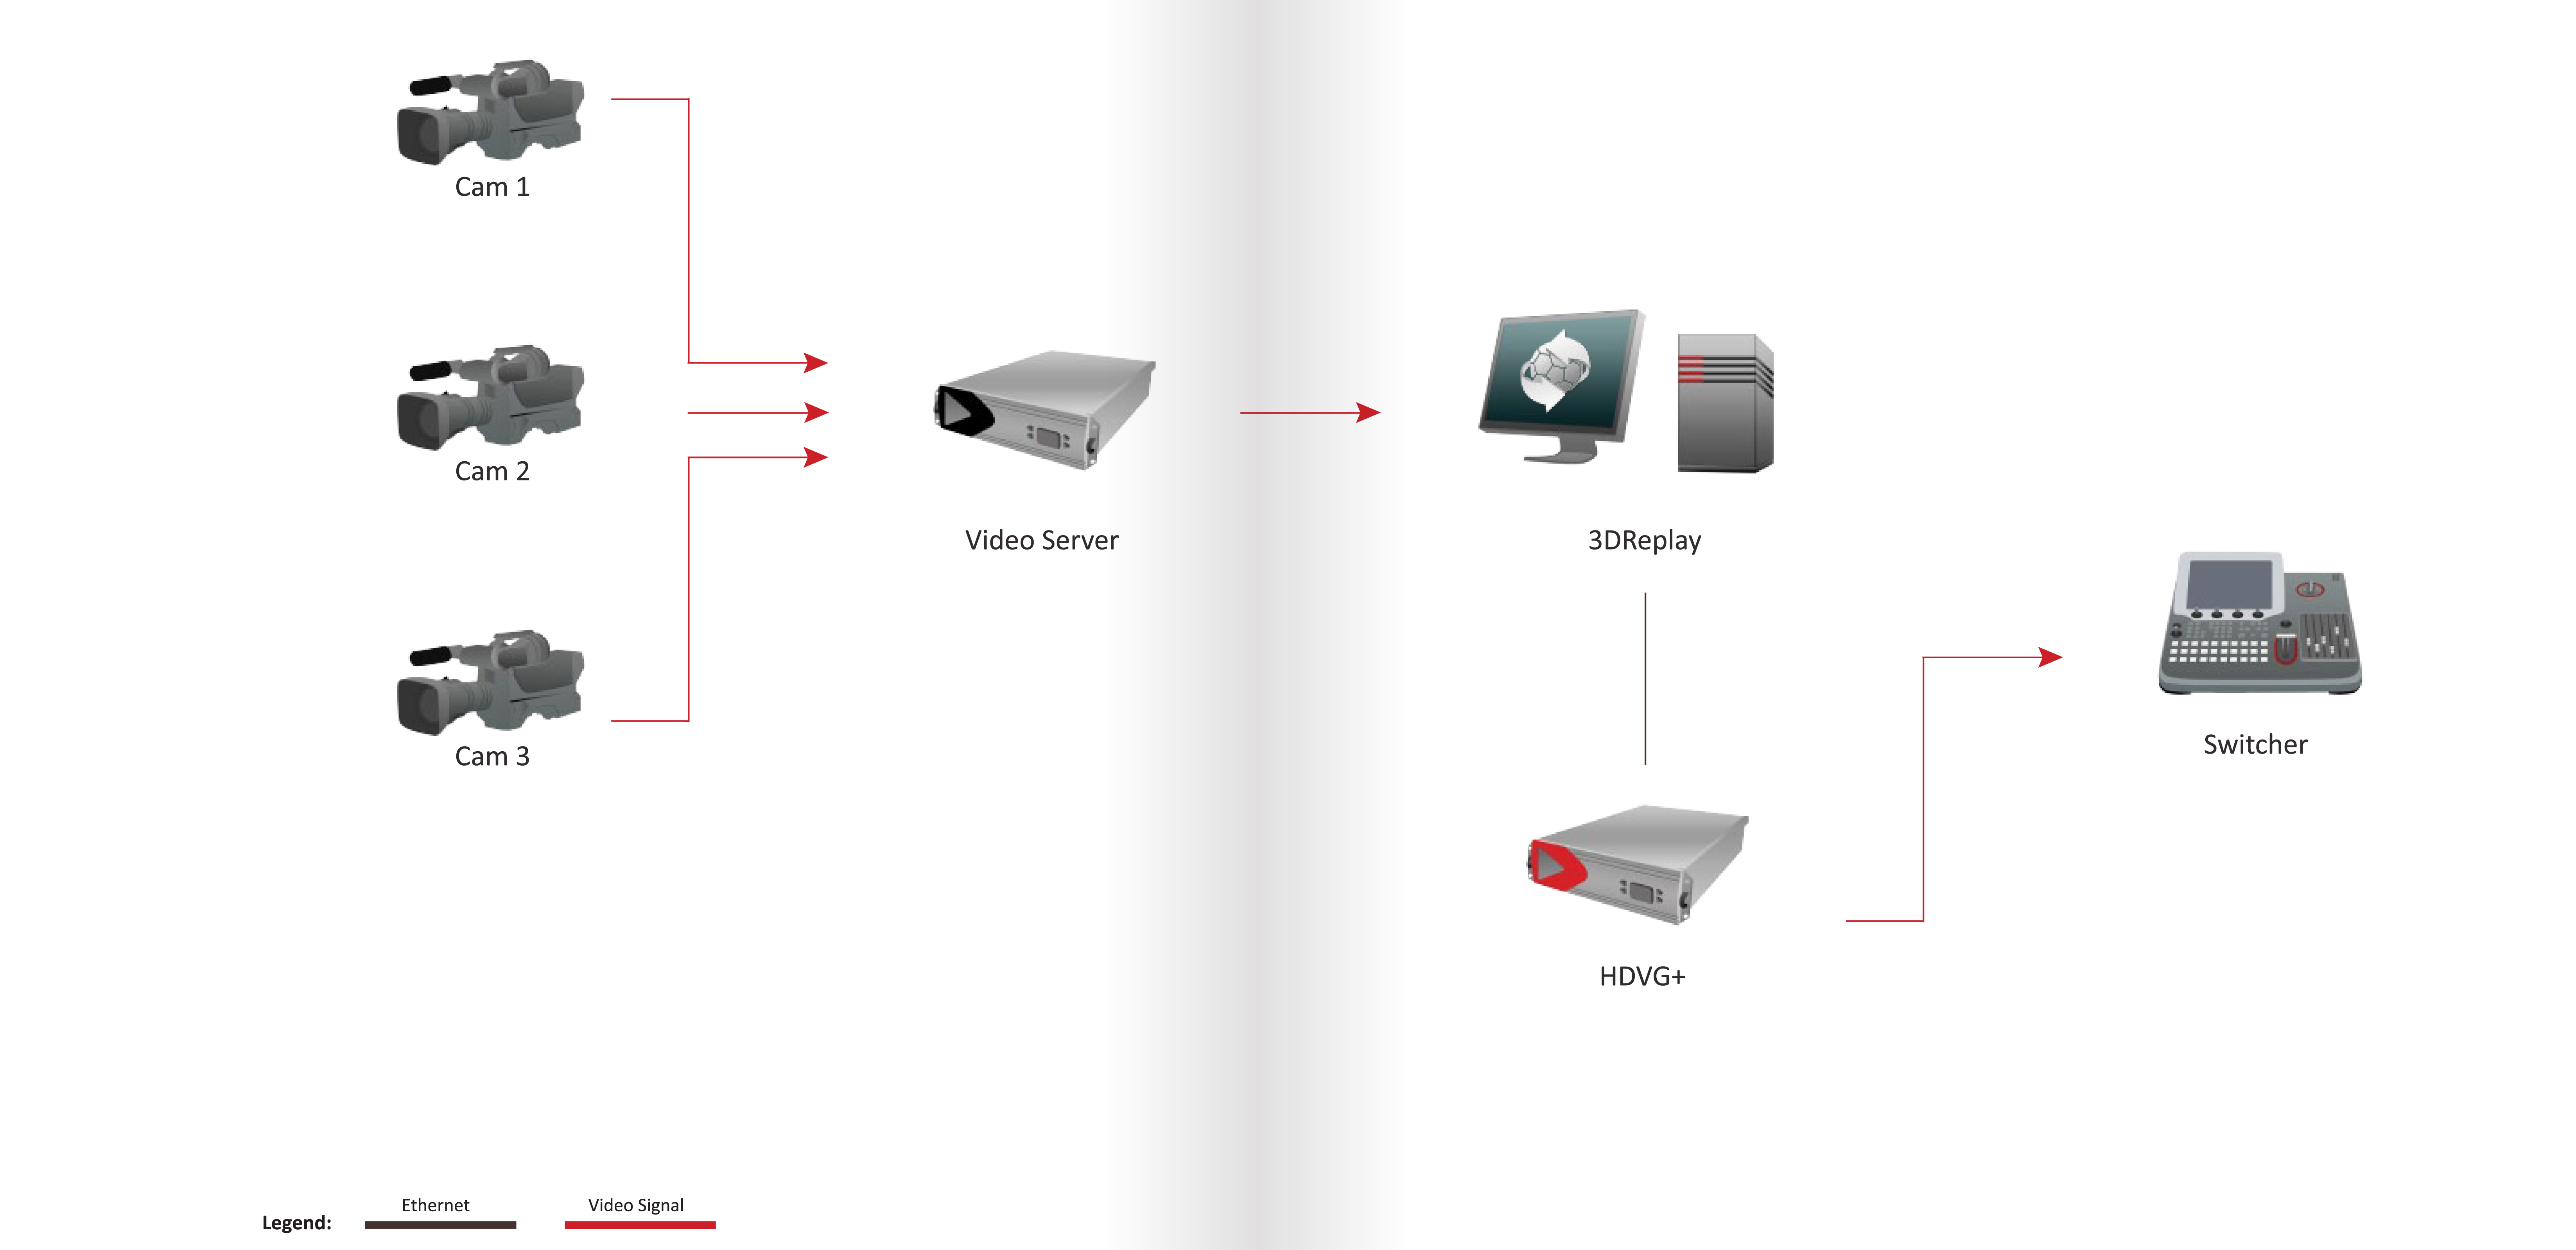 Cam 1
Cam 2
Cam 3
Video Server
3DReplay
HDVG+
Switcher
Legend:
Ethernet
Video Signal